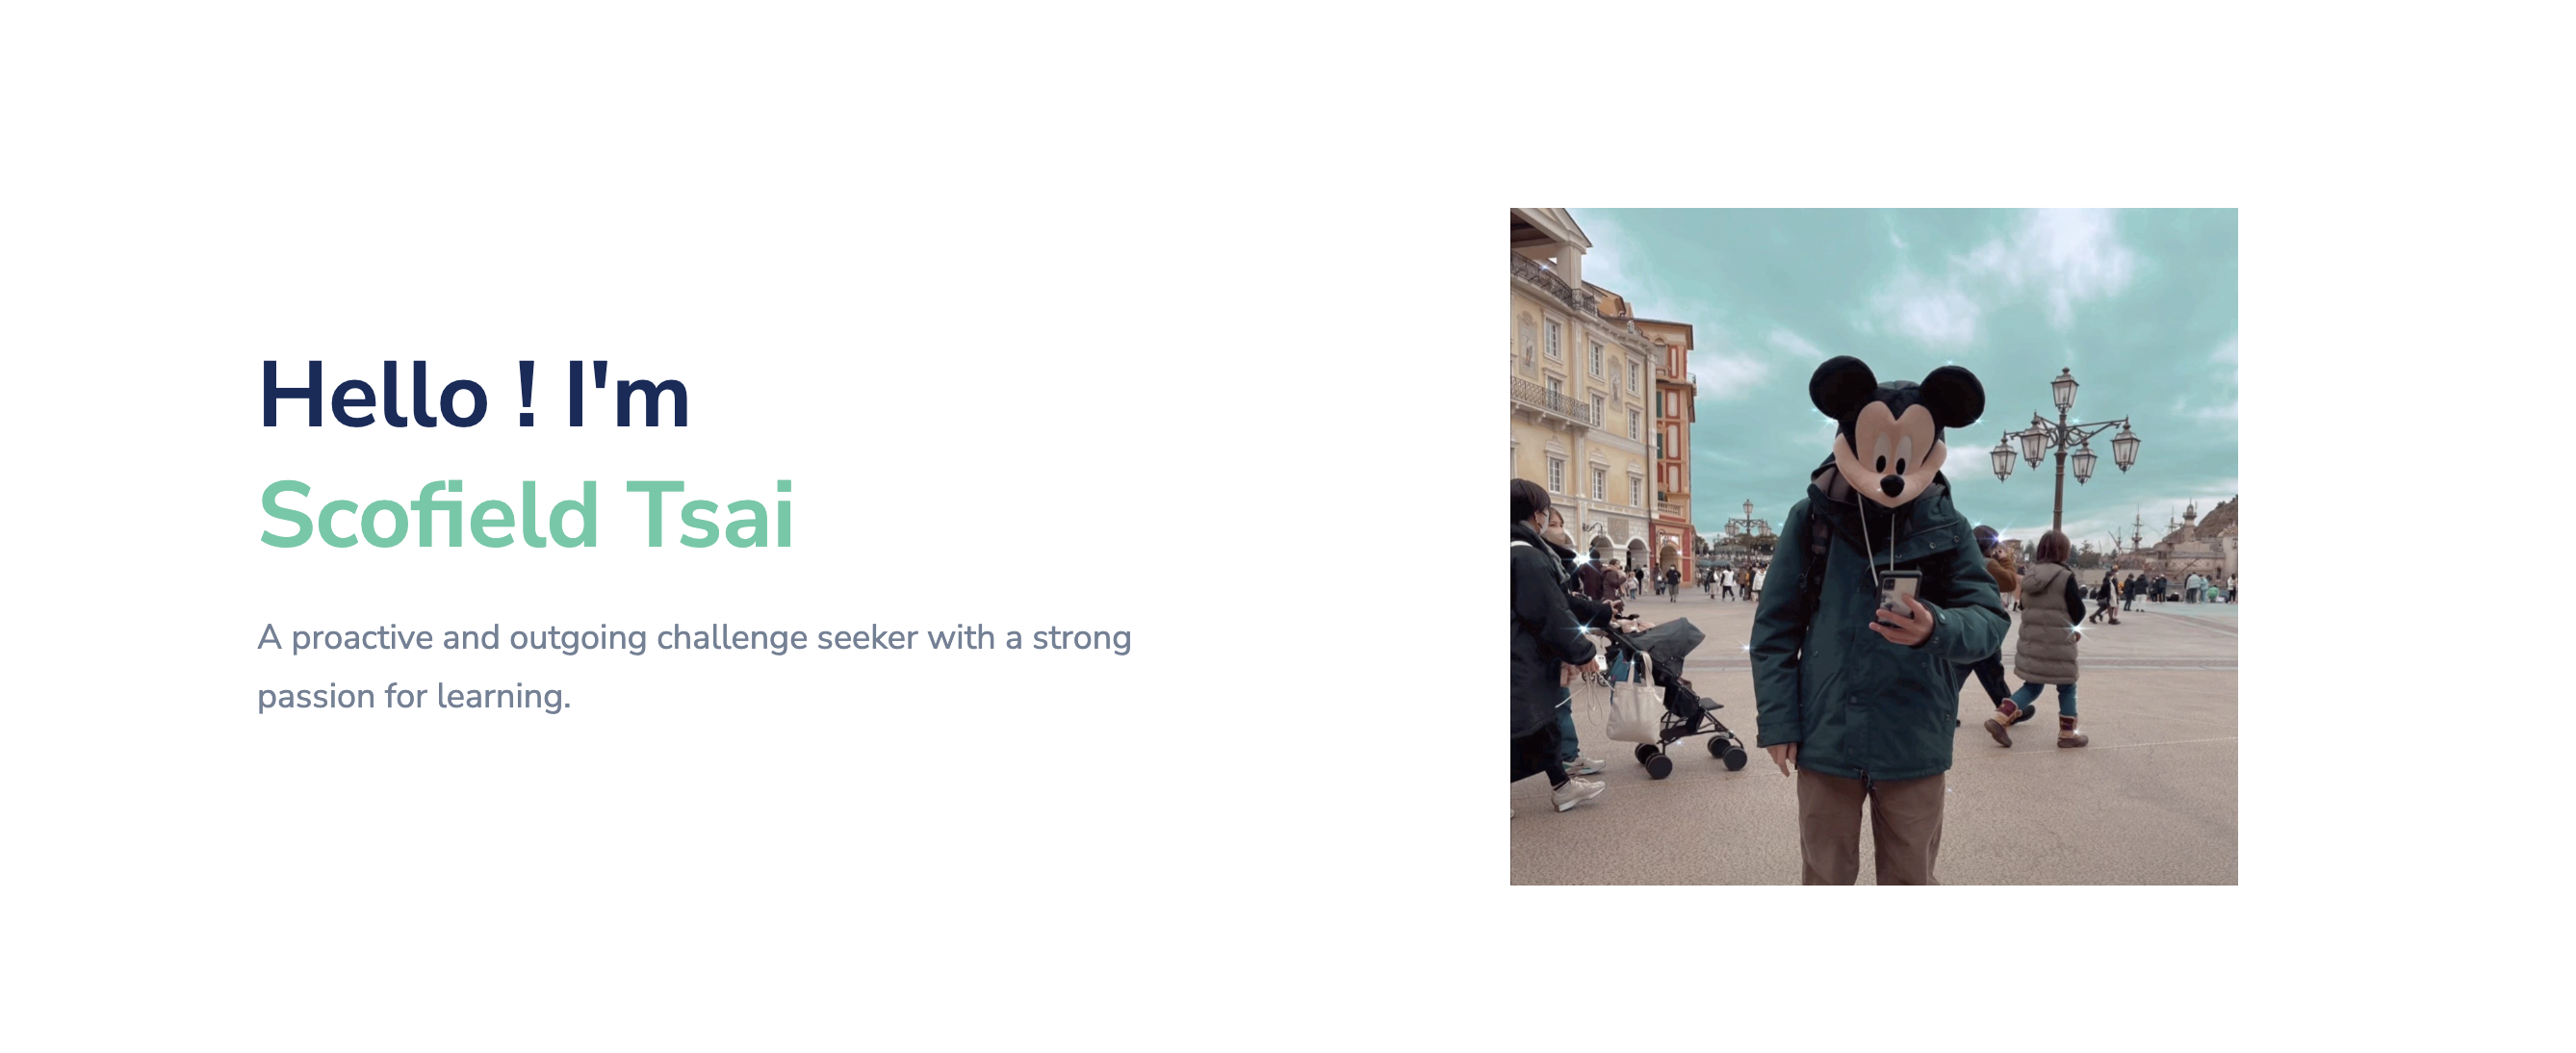 Hello ! I'm
Scofield Tsai
A proactive and outgoing challenge seeker with a strong
passion for learning.